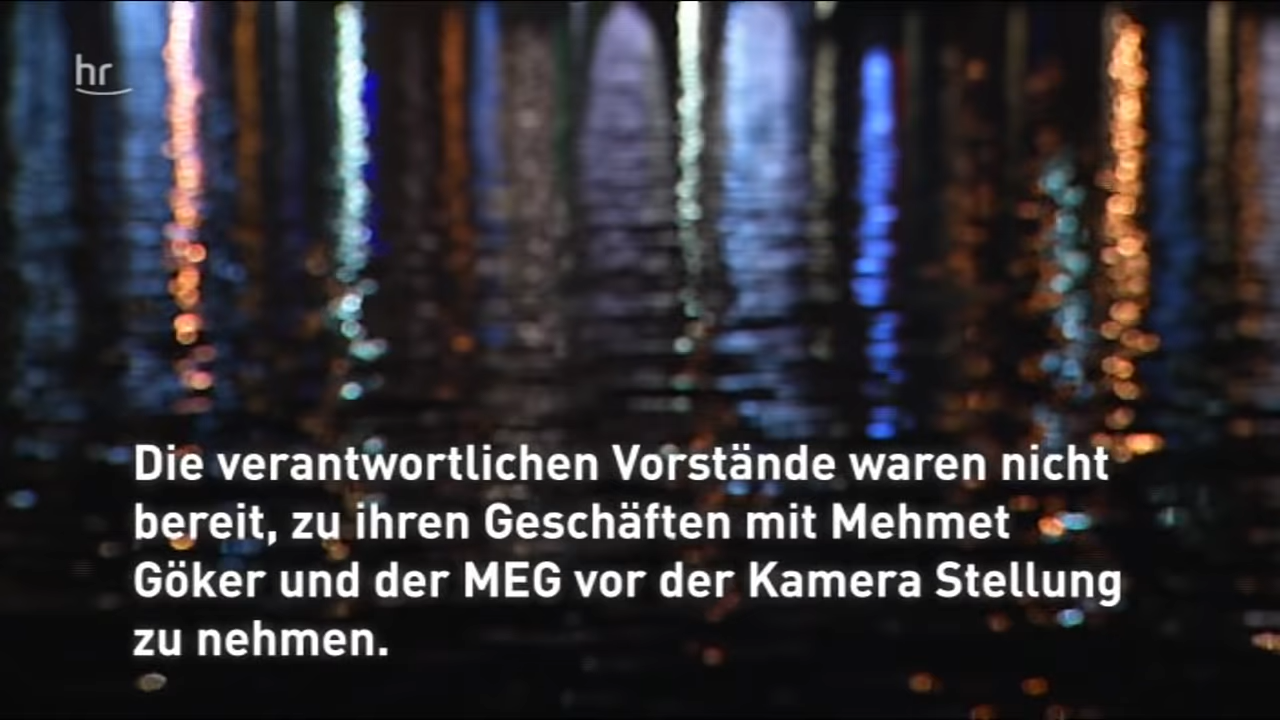 hr
Die verantwortlichen Vorstände waren nicht
bereit, zu ihren Geschäften mit Mehmet
Göker und der MEG vor der Kamera Stellung
zu nehmen.